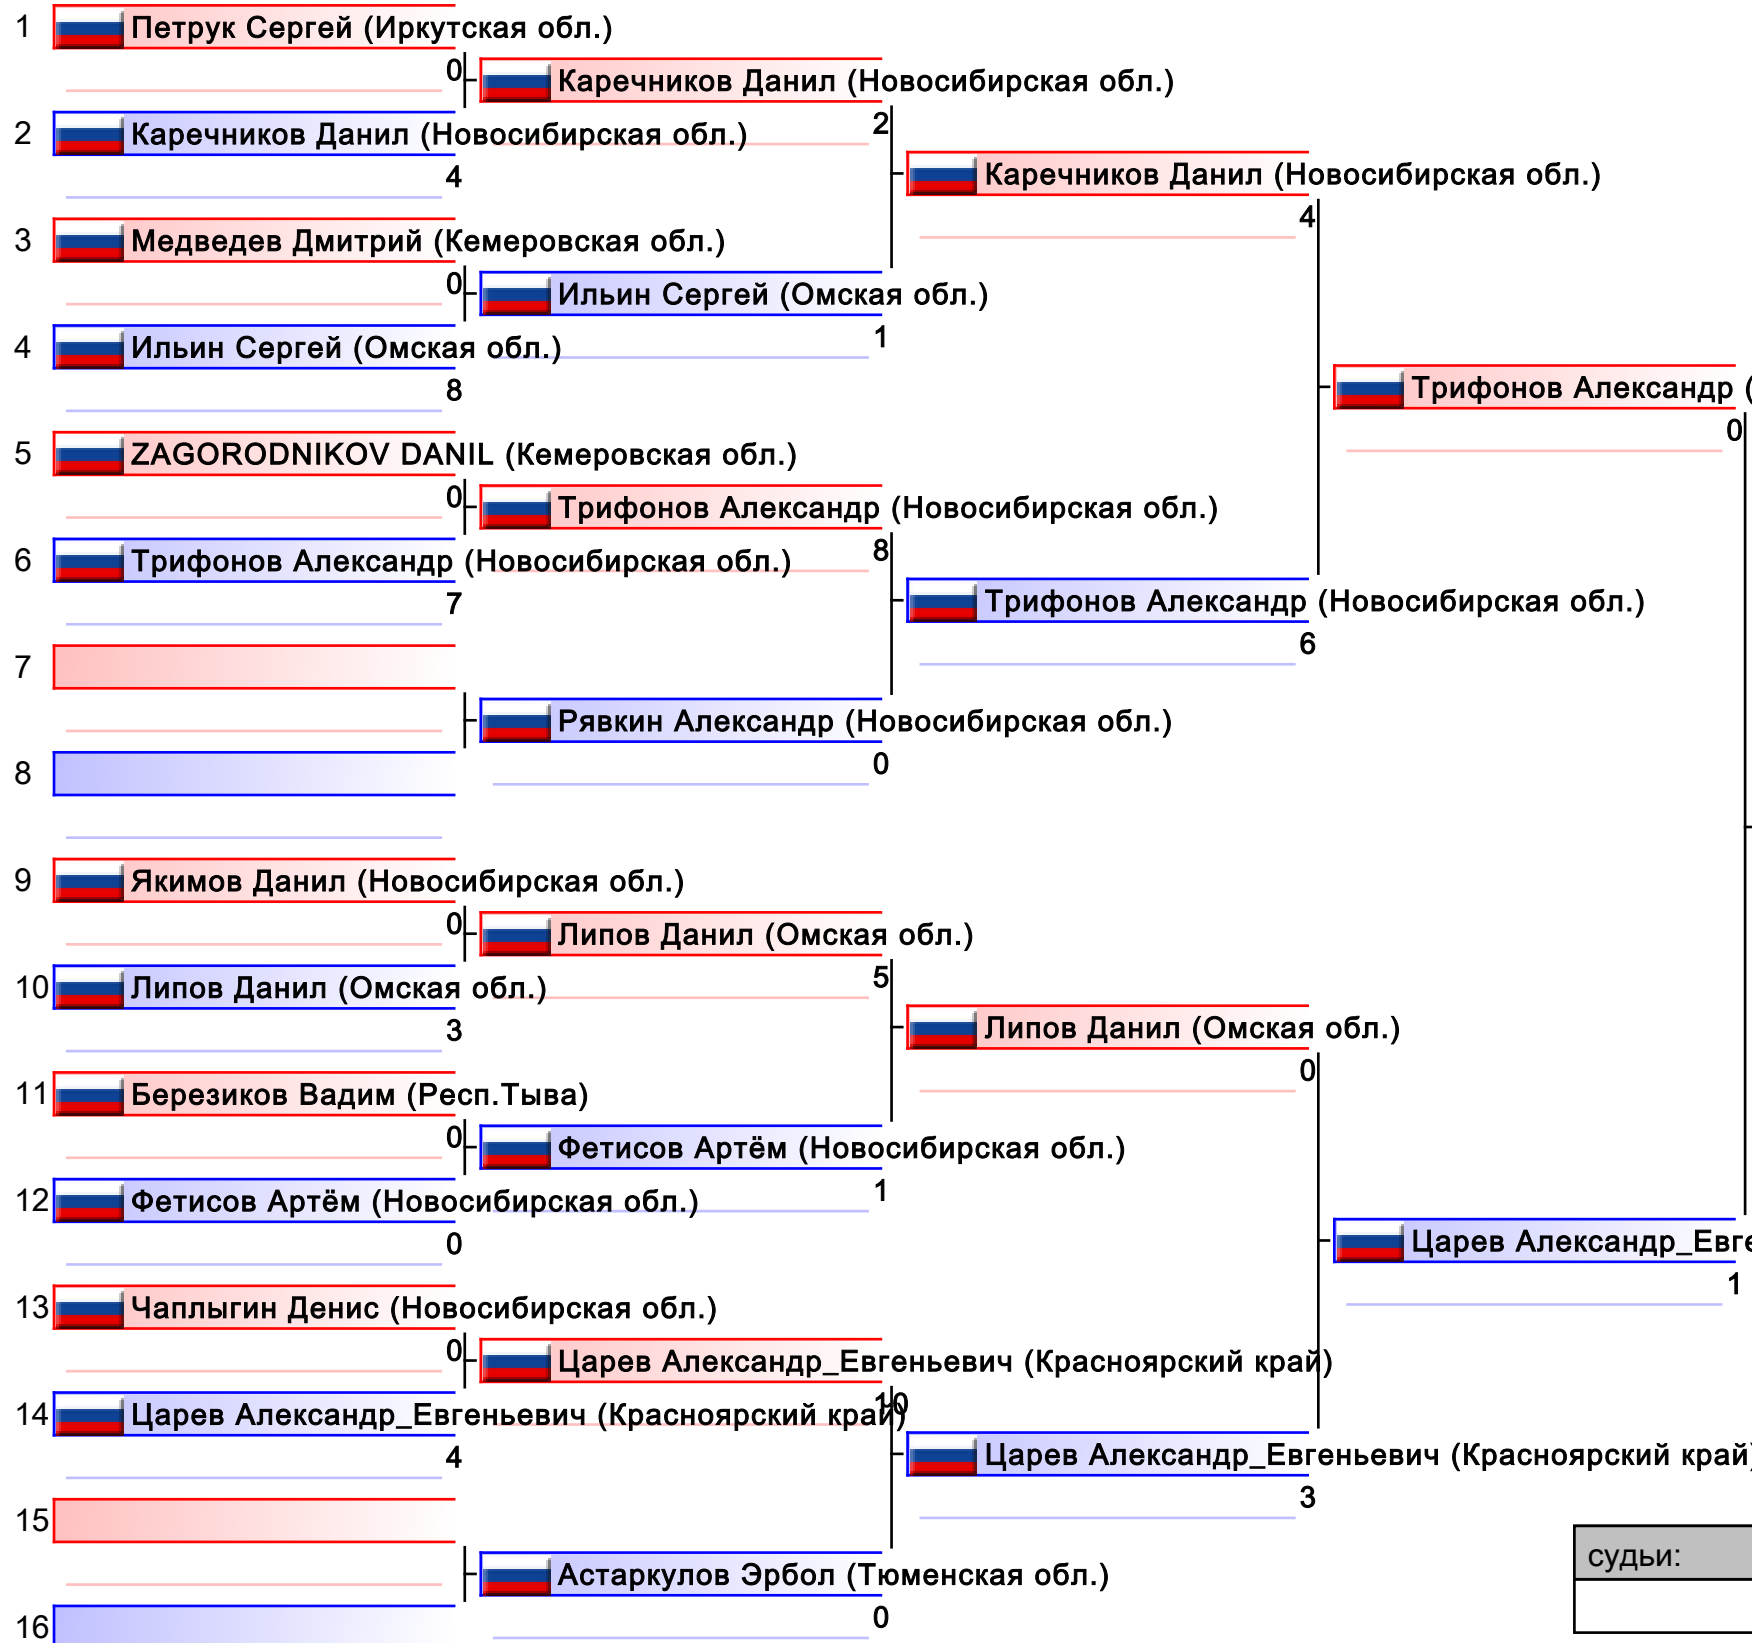 1 Петрук Сергей (Иркутская обл.)
0 Каречников Данил (Новосибирская обл.)
2
2 Каречников Данил (Новосибирская обл.)
4
Каречников Данил (Новосибирская обл.)
4
3 Медведев Дмитрий (Кемеровская обл.)
0 Ильин Сергей (Омская обл.)
1
4 Ильин Сергей (Омская обл.)
8
Трифонов Александр (
0
5 ZAGORODNIKOV DANIL (Кемеровская обл.)
0 Трифонов Александр (Новосибирская обл.)
8
6 Трифонов Александр (Новосибирская обл.)
7
Трифонов Александр (Новосибирская обл.)
6
7
Рявкин Александр (Новосибирская обл.)
0
8
9 Якимов Данил (Новосибирская обл.)
0 Липов Данил (Омская обл.)
5
10 Липов Данил (Омская обл.)
3
Липов Данил (Омская обл.)
0
11 Березиков Вадим (Респ.Тыва)
0 Фетисов Артём (Новосибирская обл.)
1
12 Фетисов Артём (Новосибирская обл.)
0
Царев Александр_Евге
1
13 Чаплыгин Денис (Новосибирская обл.)
0 Царев Александр_Евгеньевич (Красноярский край)
10
14 Царев Александр_Евгеньевич (Красноярский край)
4
Царев Александр_Евгеньевич (Красноярский край)
3
15
судьи:
Астаркулов Эрбол (Тюменская обл.)
0
16